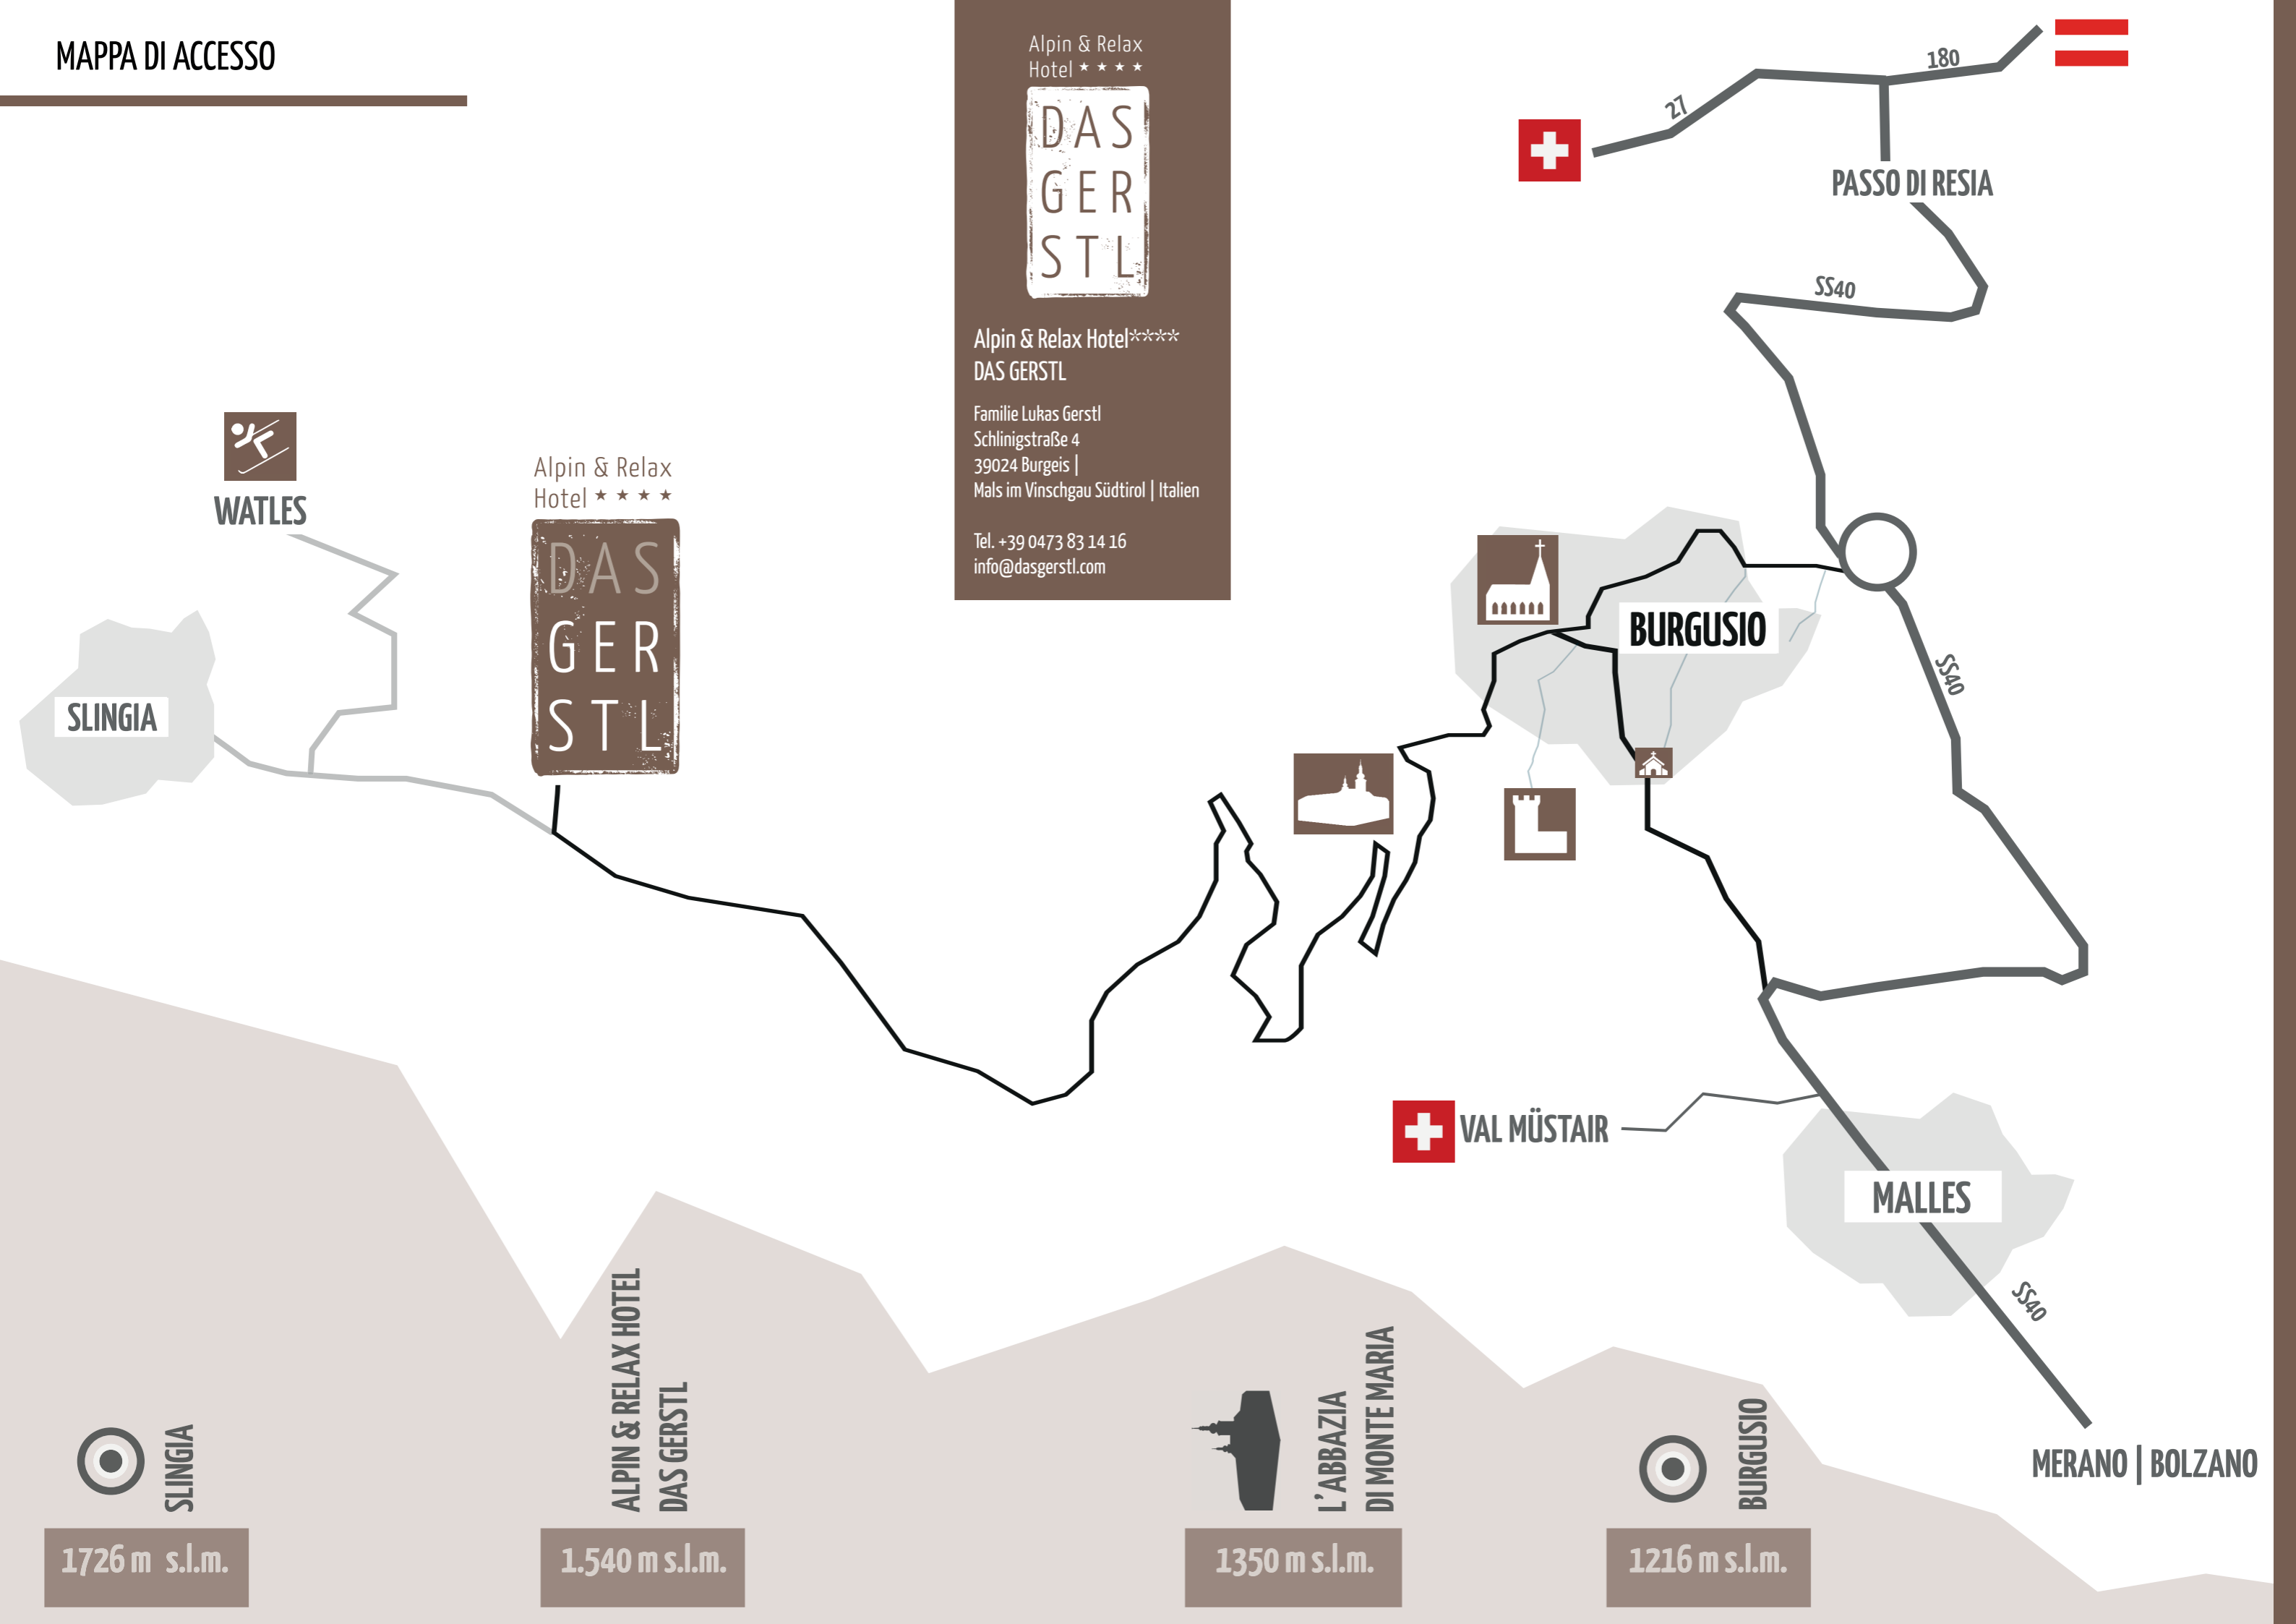 MAPPA DI ACCESSO
Alpin & Relax
Hotel ★ ★ ★ ★
DAS
GER
STL
Alpin & Relax Hotel****
DAS GERSTL
Familie Lukas Gerstl
Schlinigstraße 4
39024 Burgeis |
Mals im Vinschgau Südtirol | Italien
Tel. +39 0473 83 14 16
info@dasgerstl.com
27
180
PASSO DI RESIA
SS40
WATLES
Alpin & Relax
Hotel ★ ★ ★ ★
DAS
GER
STL
SLINGIA
BURGUSIO
SS40
VAL MÜSTAIR
MALLES
SS40
MERANO | BOLZANO
SLINGIA
1726 m s.l.m.
ALPIN & RELAX HOTEL
DAS GERSTL
1.540 m s.l.m.
L'ABBAZIA
DI MONTE MARIA
1350 m s.l.m.
BURGUSIO
1216 m s.l.m.